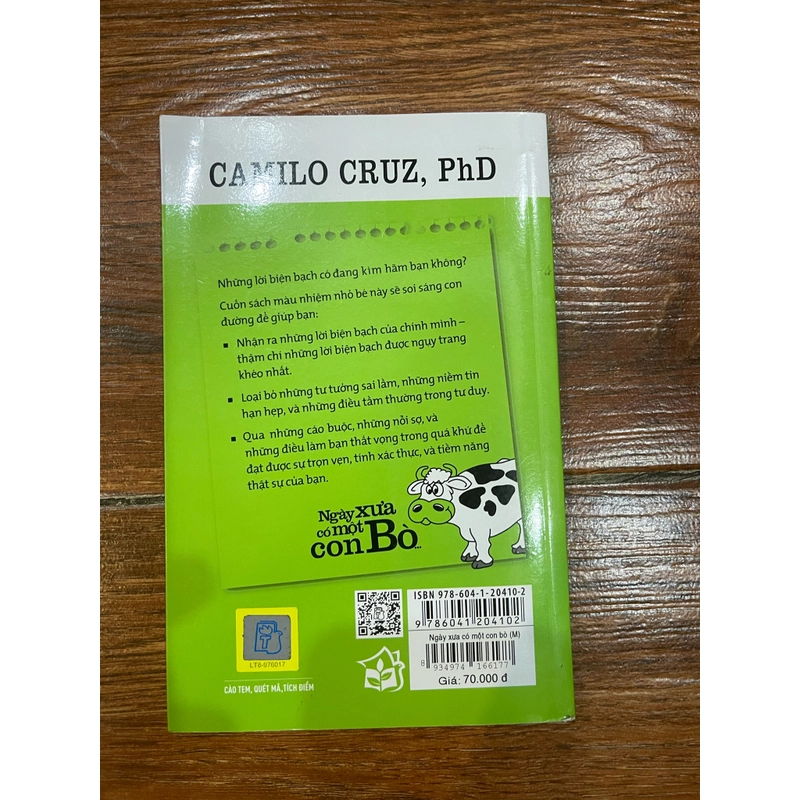 CAMILO CRUZ, PhD
Những lời biện bạch có đang kìm hãm bạn không?
Cuốn sách màu nhiệm nhỏ bé này sẽ soi sáng con
đường để giúp bạn:
▪ Nhận ra những lời biện bạch của chính mình –
thậm chí những lời biện bạch được ngụy trang
khéo nhất.
▪ Loại bỏ những tư tưởng sai lầm, những niềm tin
hạn hẹp, và những điều tầm thường trong tư duy.
▪ Qua những cáo buộc, những nỗi sợ, và
những điều làm bạn thất vọng trong quá khứ để
đạt được sự trọn vẹn, tính xác thực, và tiềm năng
thật sự của bạn.
Ngày xưa
có một
con Bò...
ISBN 978-604-1-20410-2
9 786041 204102
Ngày xưa có một con bò (M)
8 934974 166177
Giá: 70.000 đ
LT8-070017
CÀO TEM, QUÉT MÃ, TÍCH ĐIỂM